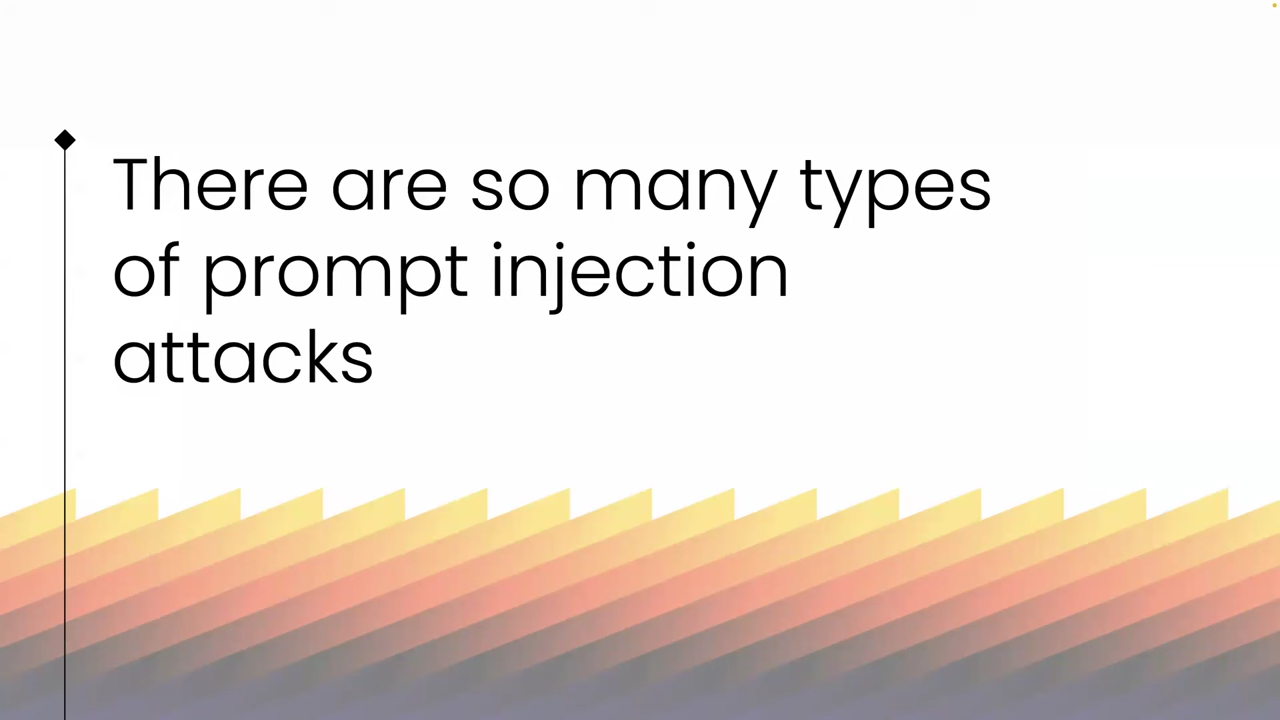 There are so many types
of prompt injection
attacks